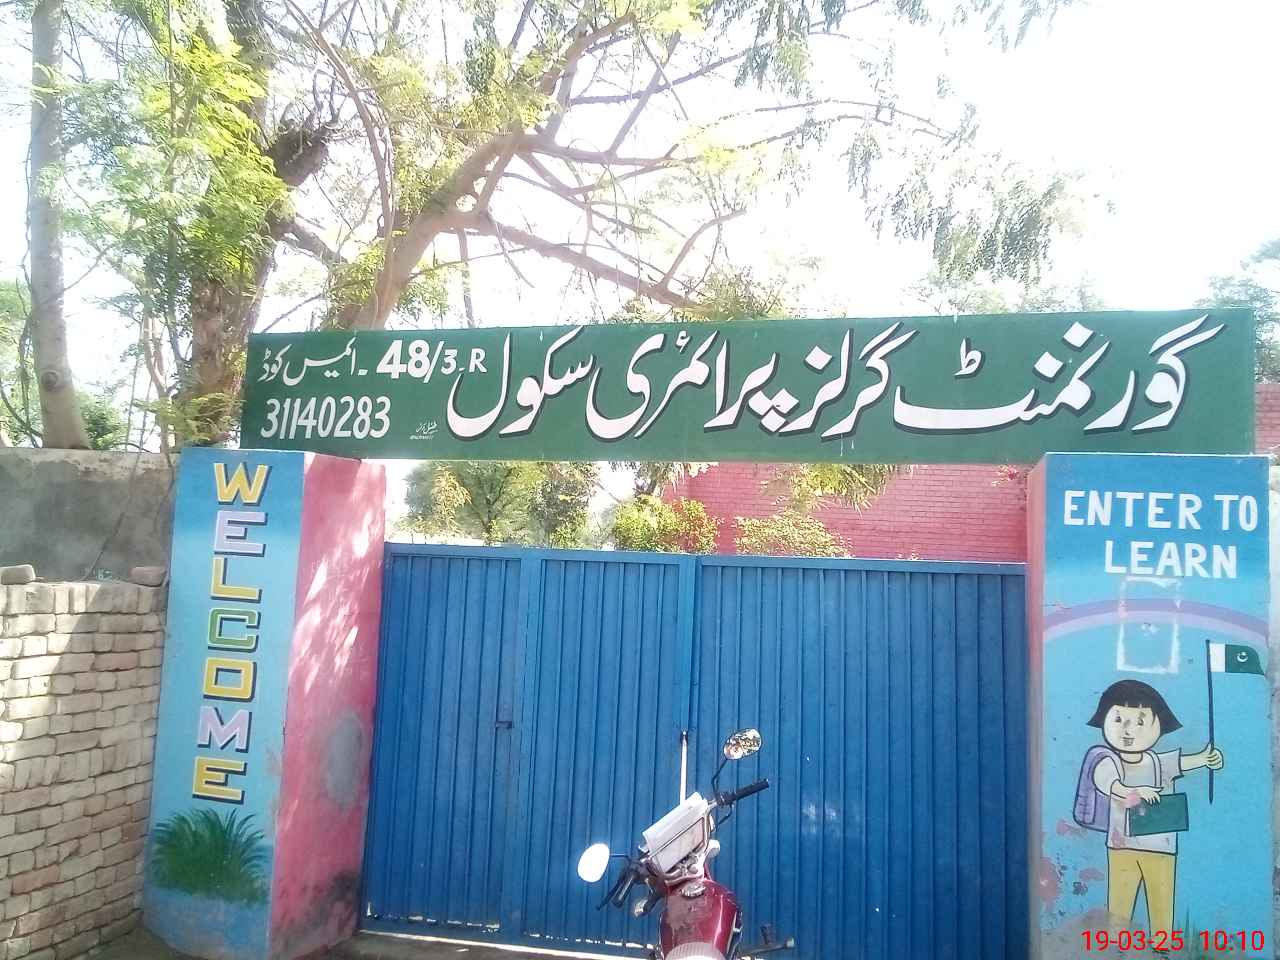 گورنمنٹ گرلز پرائمری سکول 48/3-R - ایمس کوڈ
31140283
WELCOME
ENTER TO
LEARN
19-03-25 10:10